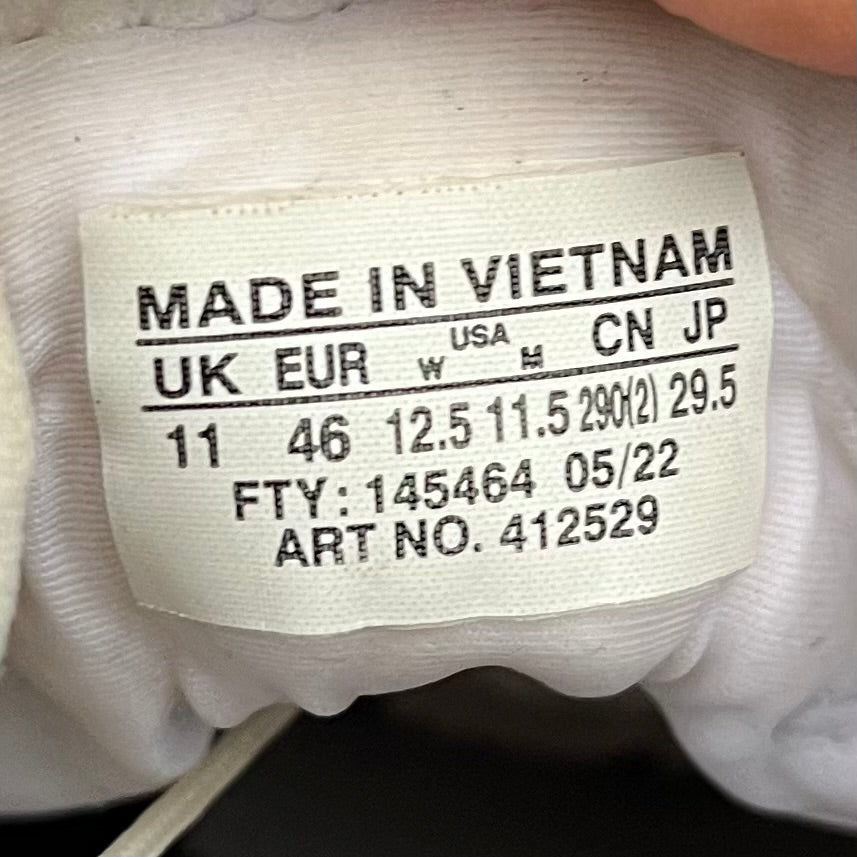 MADE IN VIETNAM
UK EUR W USA M CN JP
11 46 12.5 11.5 290(2) 29.5
FTY: 145464 05/22
ART NO. 412529